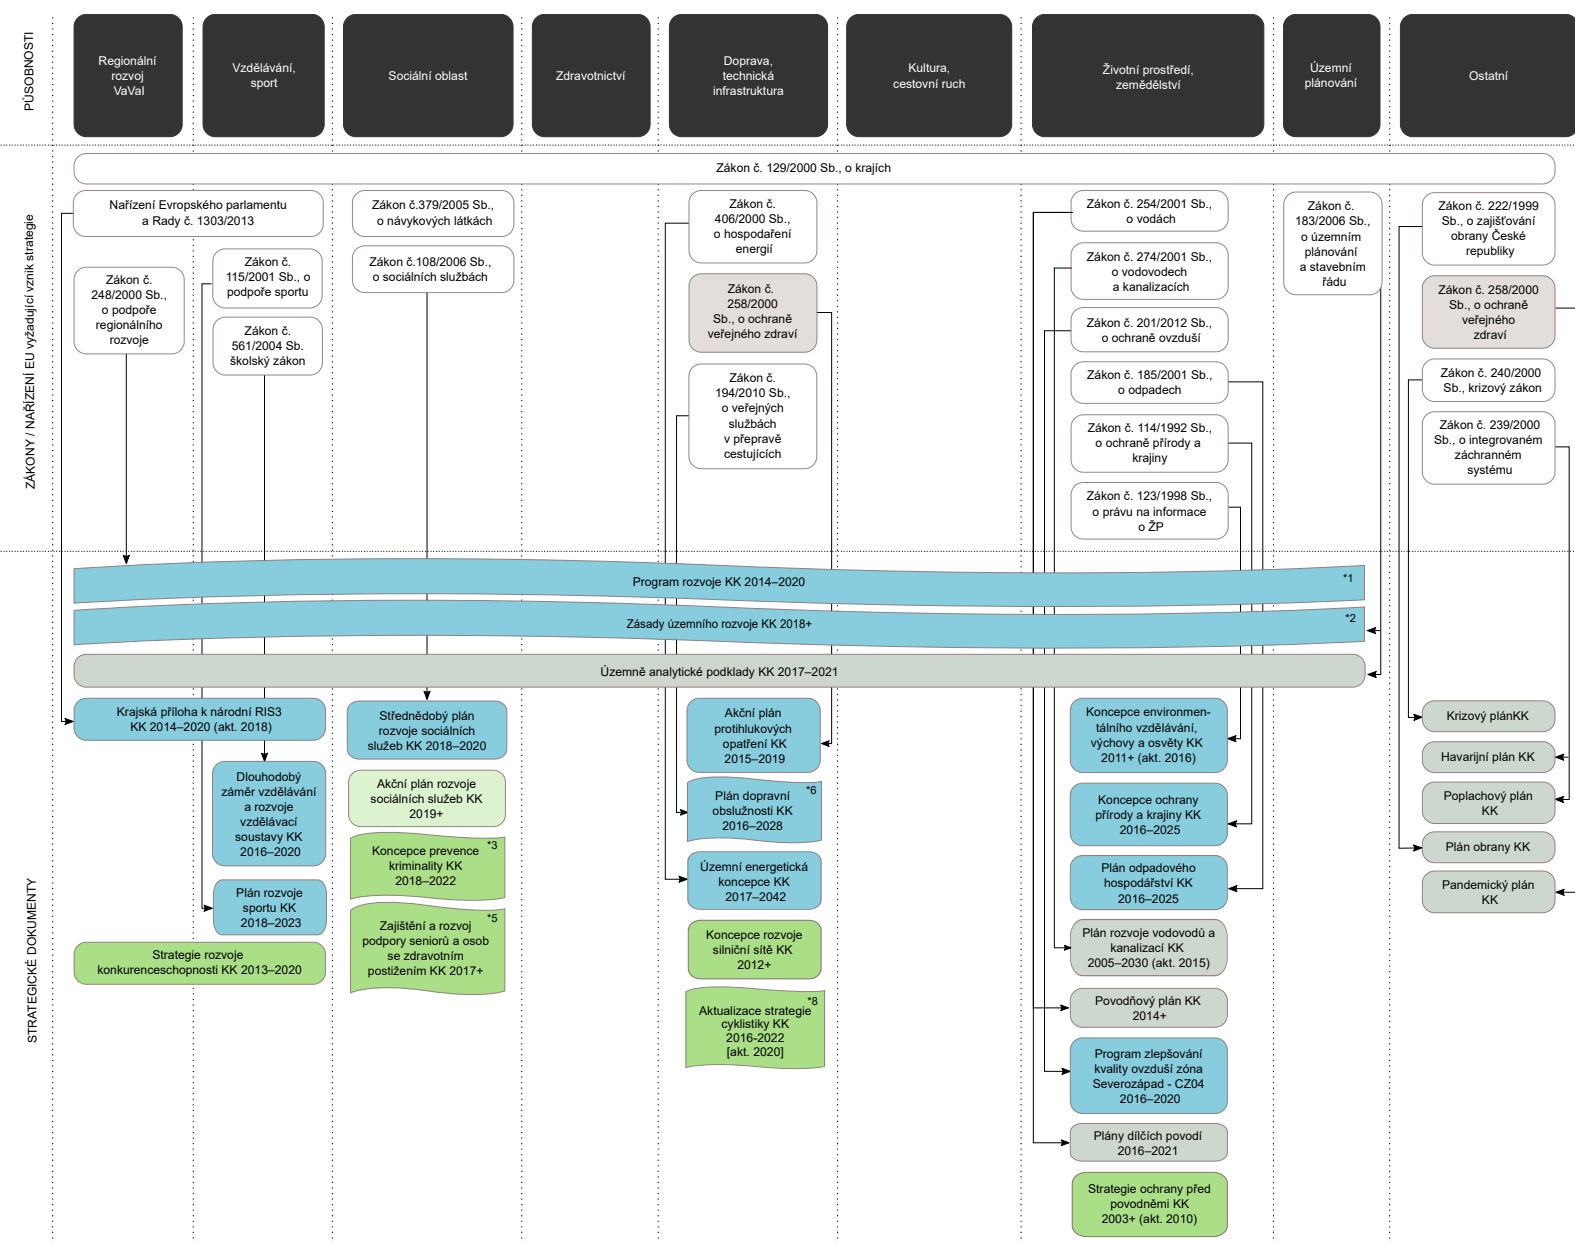 PŮSOBNOSTI
Regionální
rozvoj
VaVaI
Vzdělávání,
sport
Sociální oblast
Zdravotnictví
Doprava,
technická
infrastruktura
Kultura,
cestovní ruch
Životní prostředí,
zemědělství
Územní
plánování
Ostatní
ZÁKONY / NAŘÍZENÍ EU vyžadující vznik strategie
Zákon č. 129/2000 Sb., o krajích
Nařízení Evropského parlamentu
a Rady č. 1303/2013
Zákon č.
248/2000 Sb.,
o podpoře
regionálního
rozvoje
Zákon č.
115/2001 Sb., o
podpoře sportu
Zákon č.
561/2004 Sb.
školský zákon
Zákon č.379/2005 Sb.,
o návykových látkách
Zákon č.108/2006 Sb.,
o sociálních službách
Zákon č.
406/2000 Sb.,
o hospodaření
energií
Zákon č.
258/2000
Sb., o ochraně
veřejného zdraví
Zákon č.
194/2010 Sb.,
o veřejných
službách
v přepravě
cestujících
Zákon č. 254/2001 Sb.,
o vodách
Zákon č. 274/2001 Sb.,
o vodovodech
a kanalizacích
Zákon č. 201/2012 Sb.,
o ochraně ovzduší
Zákon č. 185/2001 Sb.,
o odpadech
Zákon č. 114/1992 Sb.,
o ochraně přírody a
krajiny
Zákon č. 123/1998 Sb.,
o právu na informace
o ŽP
Zákon č.
183/2006 Sb.,
o územním
plánování
a stavebním
řádu
Zákon č. 222/1999
Sb., o zajišťování
obrany České
republiky
Zákon č. 258/2000
Sb., o ochraně
veřejného
zdraví
Zákon č. 240/2000
Sb., krizový zákon
Zákon č. 239/2000
Sb., o integrovaném
záchranném
systému
STRATEGICKÉ DOKUMENTY
Program rozvoje KK 2014–2020
*1
Zásady územního rozvoje KK 2018+
*2
Územně analytické podklady KK 2017–2021
Krajská příloha k národní RIS3
KK 2014–2020 (akt. 2018)
Dlouhodobý
záměr vzdělávání
a rozvoje
vzdělávací
soustavy KK
2016–2020
Plán rozvoje
sportu KK
2018–2023
Strategie rozvoje
konkurenceschopnosti KK 2013–2020
Střednědobý plán
rozvoje sociálních
služeb KK 2018–2020
Akční plán rozvoje
sociálních služeb KK
2019+
*3
Koncepce prevence
kriminality KK
2018–2022
*5
Zajištění a rozvoj
podpory seniorů a osob
se zdravotním
postižením KK 2017+
Akční plán
protihlukových
opatření KK
2015–2019
*6
Plán dopravní
obslužnosti KK
2016–2028
Územní energetická
koncepce KK
2017–2042
Koncepce rozvoje
silniční sítě KK
2012+
*8
Aktualizace strategie
cyklistiky KK
2016-2022
[akt. 2020]
Koncepce environmen-
tálního vzdělávání,
výchovy a osvěty KK
2011+ (akt. 2016)
Koncepce ochrany
přírody a krajiny KK
2016–2025
Plán odpadového
hospodářství KK
2016–2025
Plán rozvoje vodovodů a
kanalizací KK
2005–2030 (akt. 2015)
Povodňový plán KK
2014+
Program zlepšování
kvality ovzduší zóna
Severozápad - CZ04
2016–2020
Plány dílčích povodí
2016–2021
Strategie ochrany před
povodněmi KK
2003+ (akt. 2010)
Krizový plánKK
Havarijní plán KK
Poplachový plán
KK
Plán obrany KK
Pandemický plán
KK